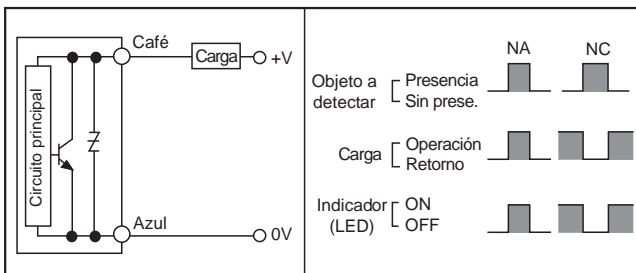 Café
Carga
+V
Circuito principal
Azul
0V
NA NC
Objeto a detectar
Presencia
Sin prese.
Carga
Operación
Retorno
Indicador (LED)
ON
OFF